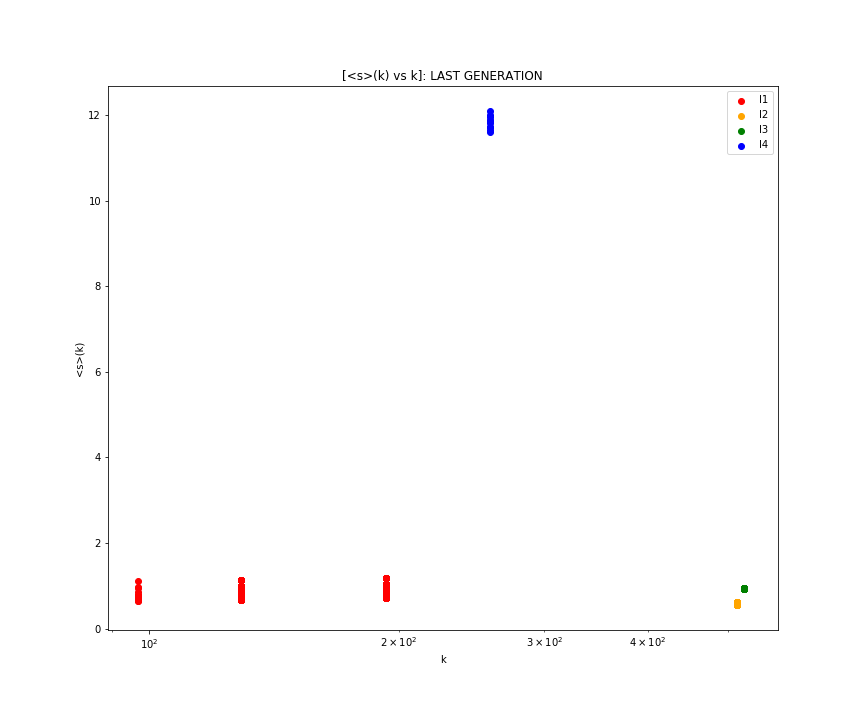 [<s>(k) vs k]: LAST GENERATION
l1
l2
l3
l4
12
10
8
6
4
2
0
<s>(k)
10²
2 × 10²
3 × 10²
4 × 10²
k